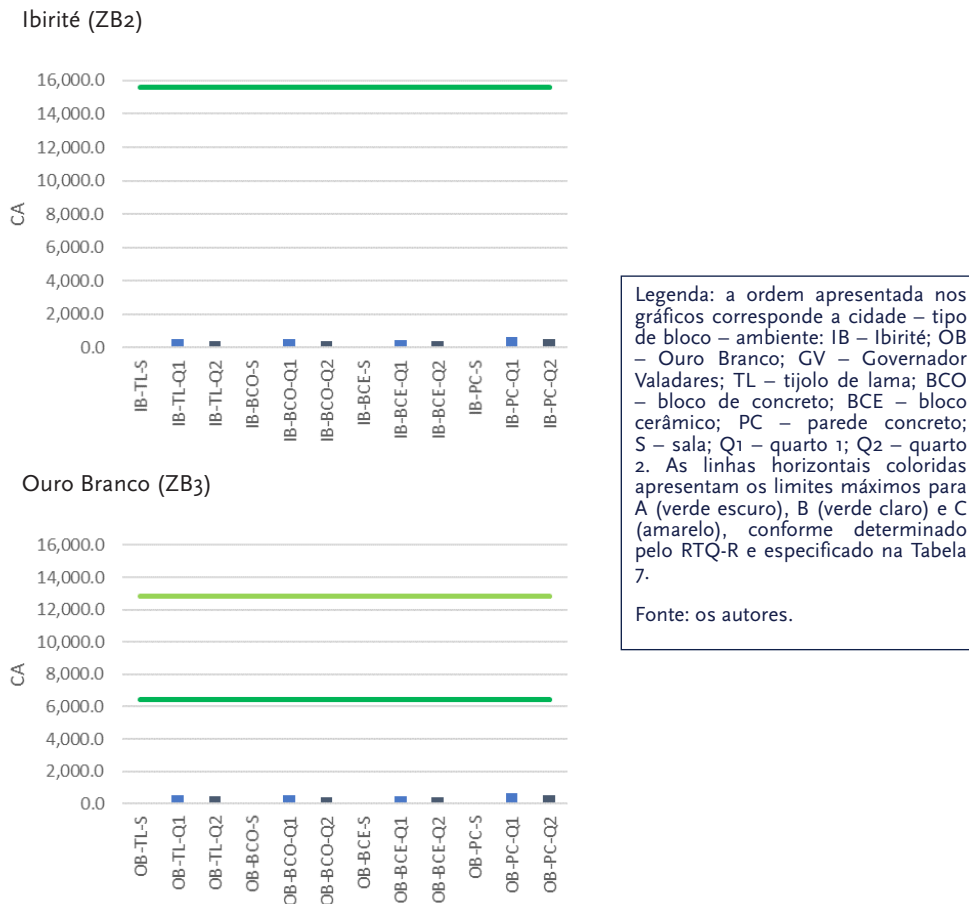 Ibirité (ZB2)
16,000.0
14,000.0
12,000.0
10,000.0
8,000.0
6,000.0
4,000.0
2,000.0
0.0
CA
IB-TL-S
IB-TL-Q1
IB-TL-Q2
IB-BCO-S
IB-BCO-Q1
IB-BCO-Q2
IB-BCE-S
IB-BCE-Q1
IB-BCE-Q2
IB-PC-S
IB-PC-Q1
IB-PC-Q2
Ouro Branco (ZB3)
16,000.0
14,000.0
12,000.0
10,000.0
8,000.0
6,000.0
4,000.0
2,000.0
0.0
CA
OB-TL-S
OB-TL-Q1
OB-TL-Q2
OB-BCO-S
OB-BCO-Q1
OB-BCO-Q2
OB-BCE-S
OB-BCE-Q1
OB-BCE-Q2
OB-PC-S
OB-PC-Q1
OB-PC-Q2
Legenda: a ordem apresentada nos
gráficos corresponde a cidade – tipo
de bloco – ambiente: IB – Ibirité; OB
– Ouro Branco; GV – Governador
Valadares; TL – tijolo de lama; BCO
– bloco de concreto; BCE – bloco
cerâmico; PC – parede concreto;
S – sala; Q1 – quarto 1; Q2 – quarto
2. As linhas horizontais coloridas
apresentam os limites máximos para
A (verde escuro), B (verde claro) e C
(amarelo), conforme determinado
pelo RTQ-R e especificado na Tabela
7.
Fonte: os autores.